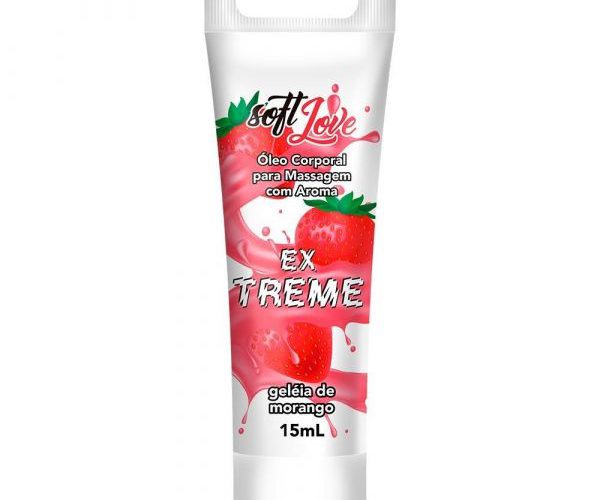 soft Love
Óleo Corporal
para Massagem
com Aroma
EX
TREME
geléia de
morango
15mL